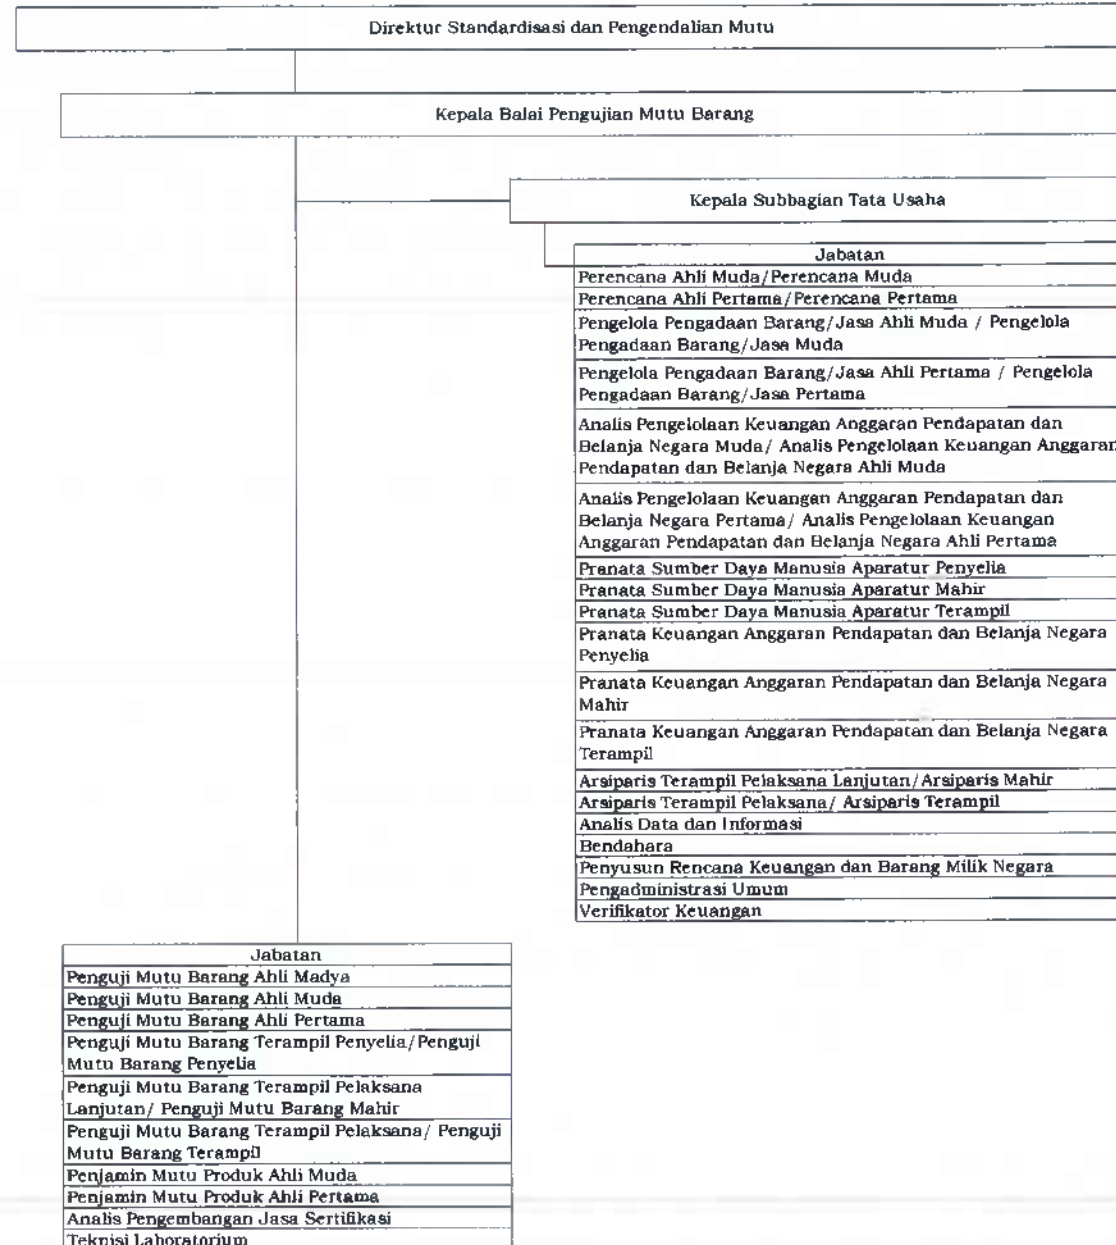 Direktur Standardisasi dan Pengendalian Mutu
Kepala Balai Pengujian Mutu Barang
Kepala Subbagian Tata Usaha
Jabatan
Perencana Ahli Muda/Perencana Muda
Perencana Ahli Pertama/Perencana Pertama
Pengelola Pengadaan Barang/Jasa Ahli Muda / Pengelola
Pengadaan Barang/Jasa Muda
Pengelola Pengadaan Barang/Jasa Ahli Pertama / Pengelola
Pengadaan Barang/Jasa Pertama
Analis Pengelolaan Keuangan Anggaran Pendapatan dan
Belanja Negara Muda/ Analis Pengelolaan Keuangan Anggaran
Pendapatan dan Belanja Negara Ahli Muda
Analis Pengelolaan Keuangan Anggaran Pendapatan dan
Belanja Negara Pertama/ Analis Pengelolaan Keuangan
Anggaran Pendapatan dan Belanja Negara Ahli Pertama
Pranata Sumber Daya Manusia Aparatur Penyelia
Pranata Sumber Daya Manusia Aparatur Mahir
Pranata Sumber Daya Manusia Aparatur Terampil
Pranata Keuangan Anggaran Pendapatan dan Belanja Negara
Penyelia
Pranata Keuangan Anggaran Pendapatan dan Belanja Negara
Mahir
Pranata Keuangan Anggaran Pendapatan dan Belanja Negara
Terampil
Arsiparis Terampil Pelaksana Lanjutan/Arsiparis Mahir
Arsiparis Terampil Pelaksana/ Arsiparis Terampil
Analis Data dan Informasi
Bendahara
Penyusun Rencana Keuangan dan Barang Milik Negara
Pengadministrasi Umum
Verifikator Keuangan
Jabatan
Penguji Mutu Barang Ahli Madya
Penguji Mutu Barang Ahli Muda
Penguji Mutu Barang Ahli Pertama
Penguji Mutu Barang Terampil Penyelia/Penguji
Mutu Barang Penyelia
Penguji Mutu Barang Terampil Pelaksana
Lanjutan/ Penguji Mutu Barang Mahir
Penguji Mutu Barang Terampil Pelaksana/ Penguji
Mutu Barang Terampil
Penjamin Mutu Produk Ahli Muda
Penjamin Mutu Produk Ahli Pertama
Analis Pengembangan Jasa Sertifikasi
Teknisi Laboratorium